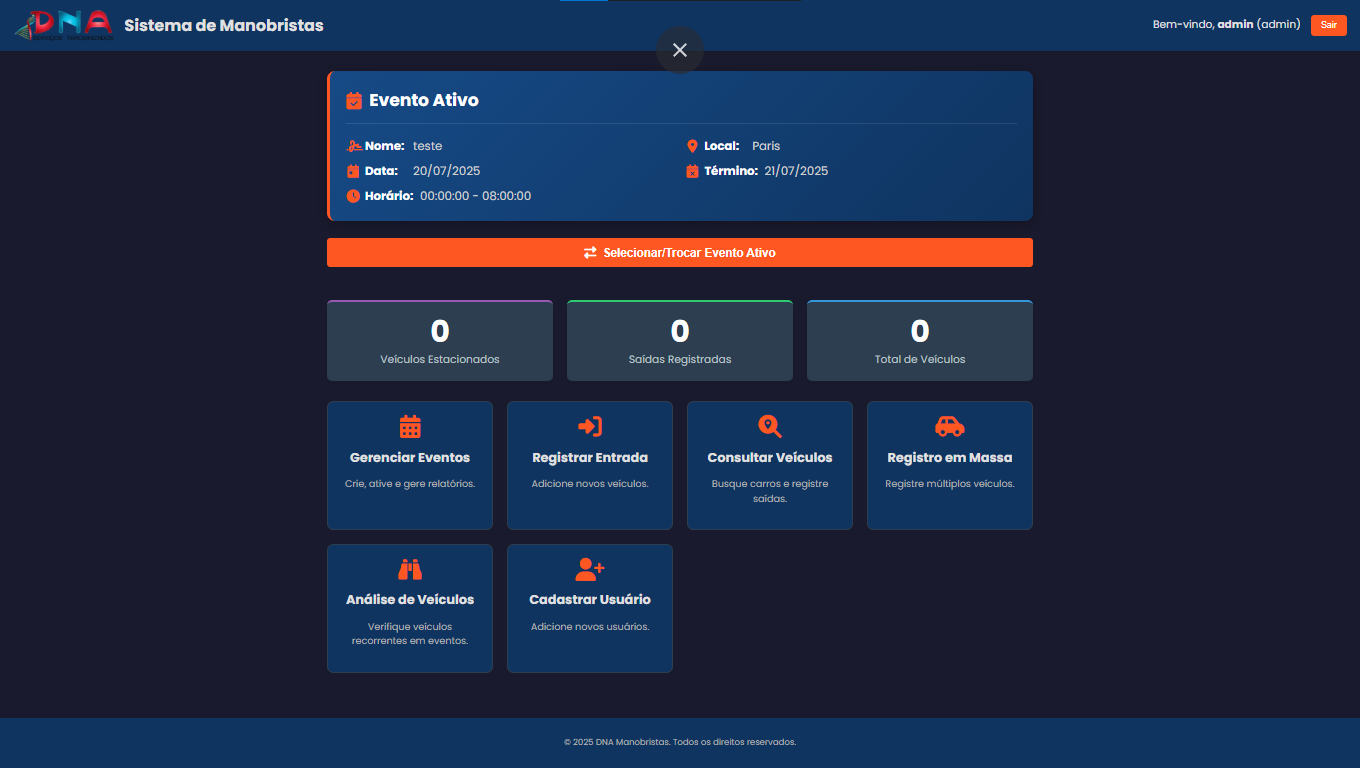 DNA
Sistema de Manobristas
Bem-vindo, admin (admin)
Sair
Evento Ativo
Nome: teste
Local: Paris
Data: 20/07/2025
Término: 21/07/2025
Horário: 00:00:00 - 08:00:00
Selecionar/Trocar Evento Ativo
0
Veículos Estacionados
0
Saídas Registradas
0
Total de Veículos
Gerenciar Eventos
Crie, ative e gere relatórios.
Registrar Entrada
Adicione novos veículos.
Consultar Veículos
Busque carros e registre
saídas.
Registro em Massa
Registre múltiplos veículos.
Análise de Veículos
Verifique veículos
recorrentes em eventos.
Cadastrar Usuário
Adicione novos usuários.
© 2025 DNA Manobristas. Todos os direitos reservados.